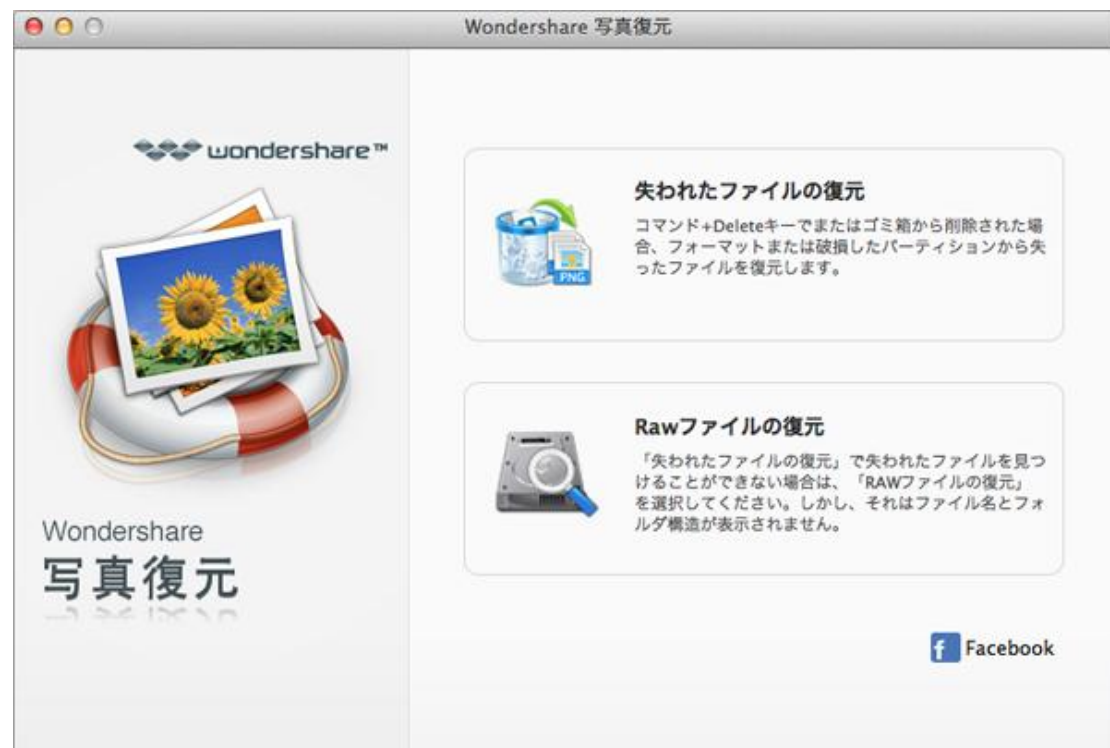 Wondershare 写真復元
wondershare™
Wondershare
写真復元
失われたファイルの復元
コマンド+Deleteキーでまたはゴミ箱から削除された場
合、フォーマットまたは破損したパーティションから失
ったファイルを復元します。
PNG
Rawファイルの復元
「失われたファイルの復元」で失われたファイルを見つ
けることができない場合は、「RAWファイルの復元」
を選択してください。しかし、それはファイル名とフォ
ルダ構造が表示されません。
f Facebook